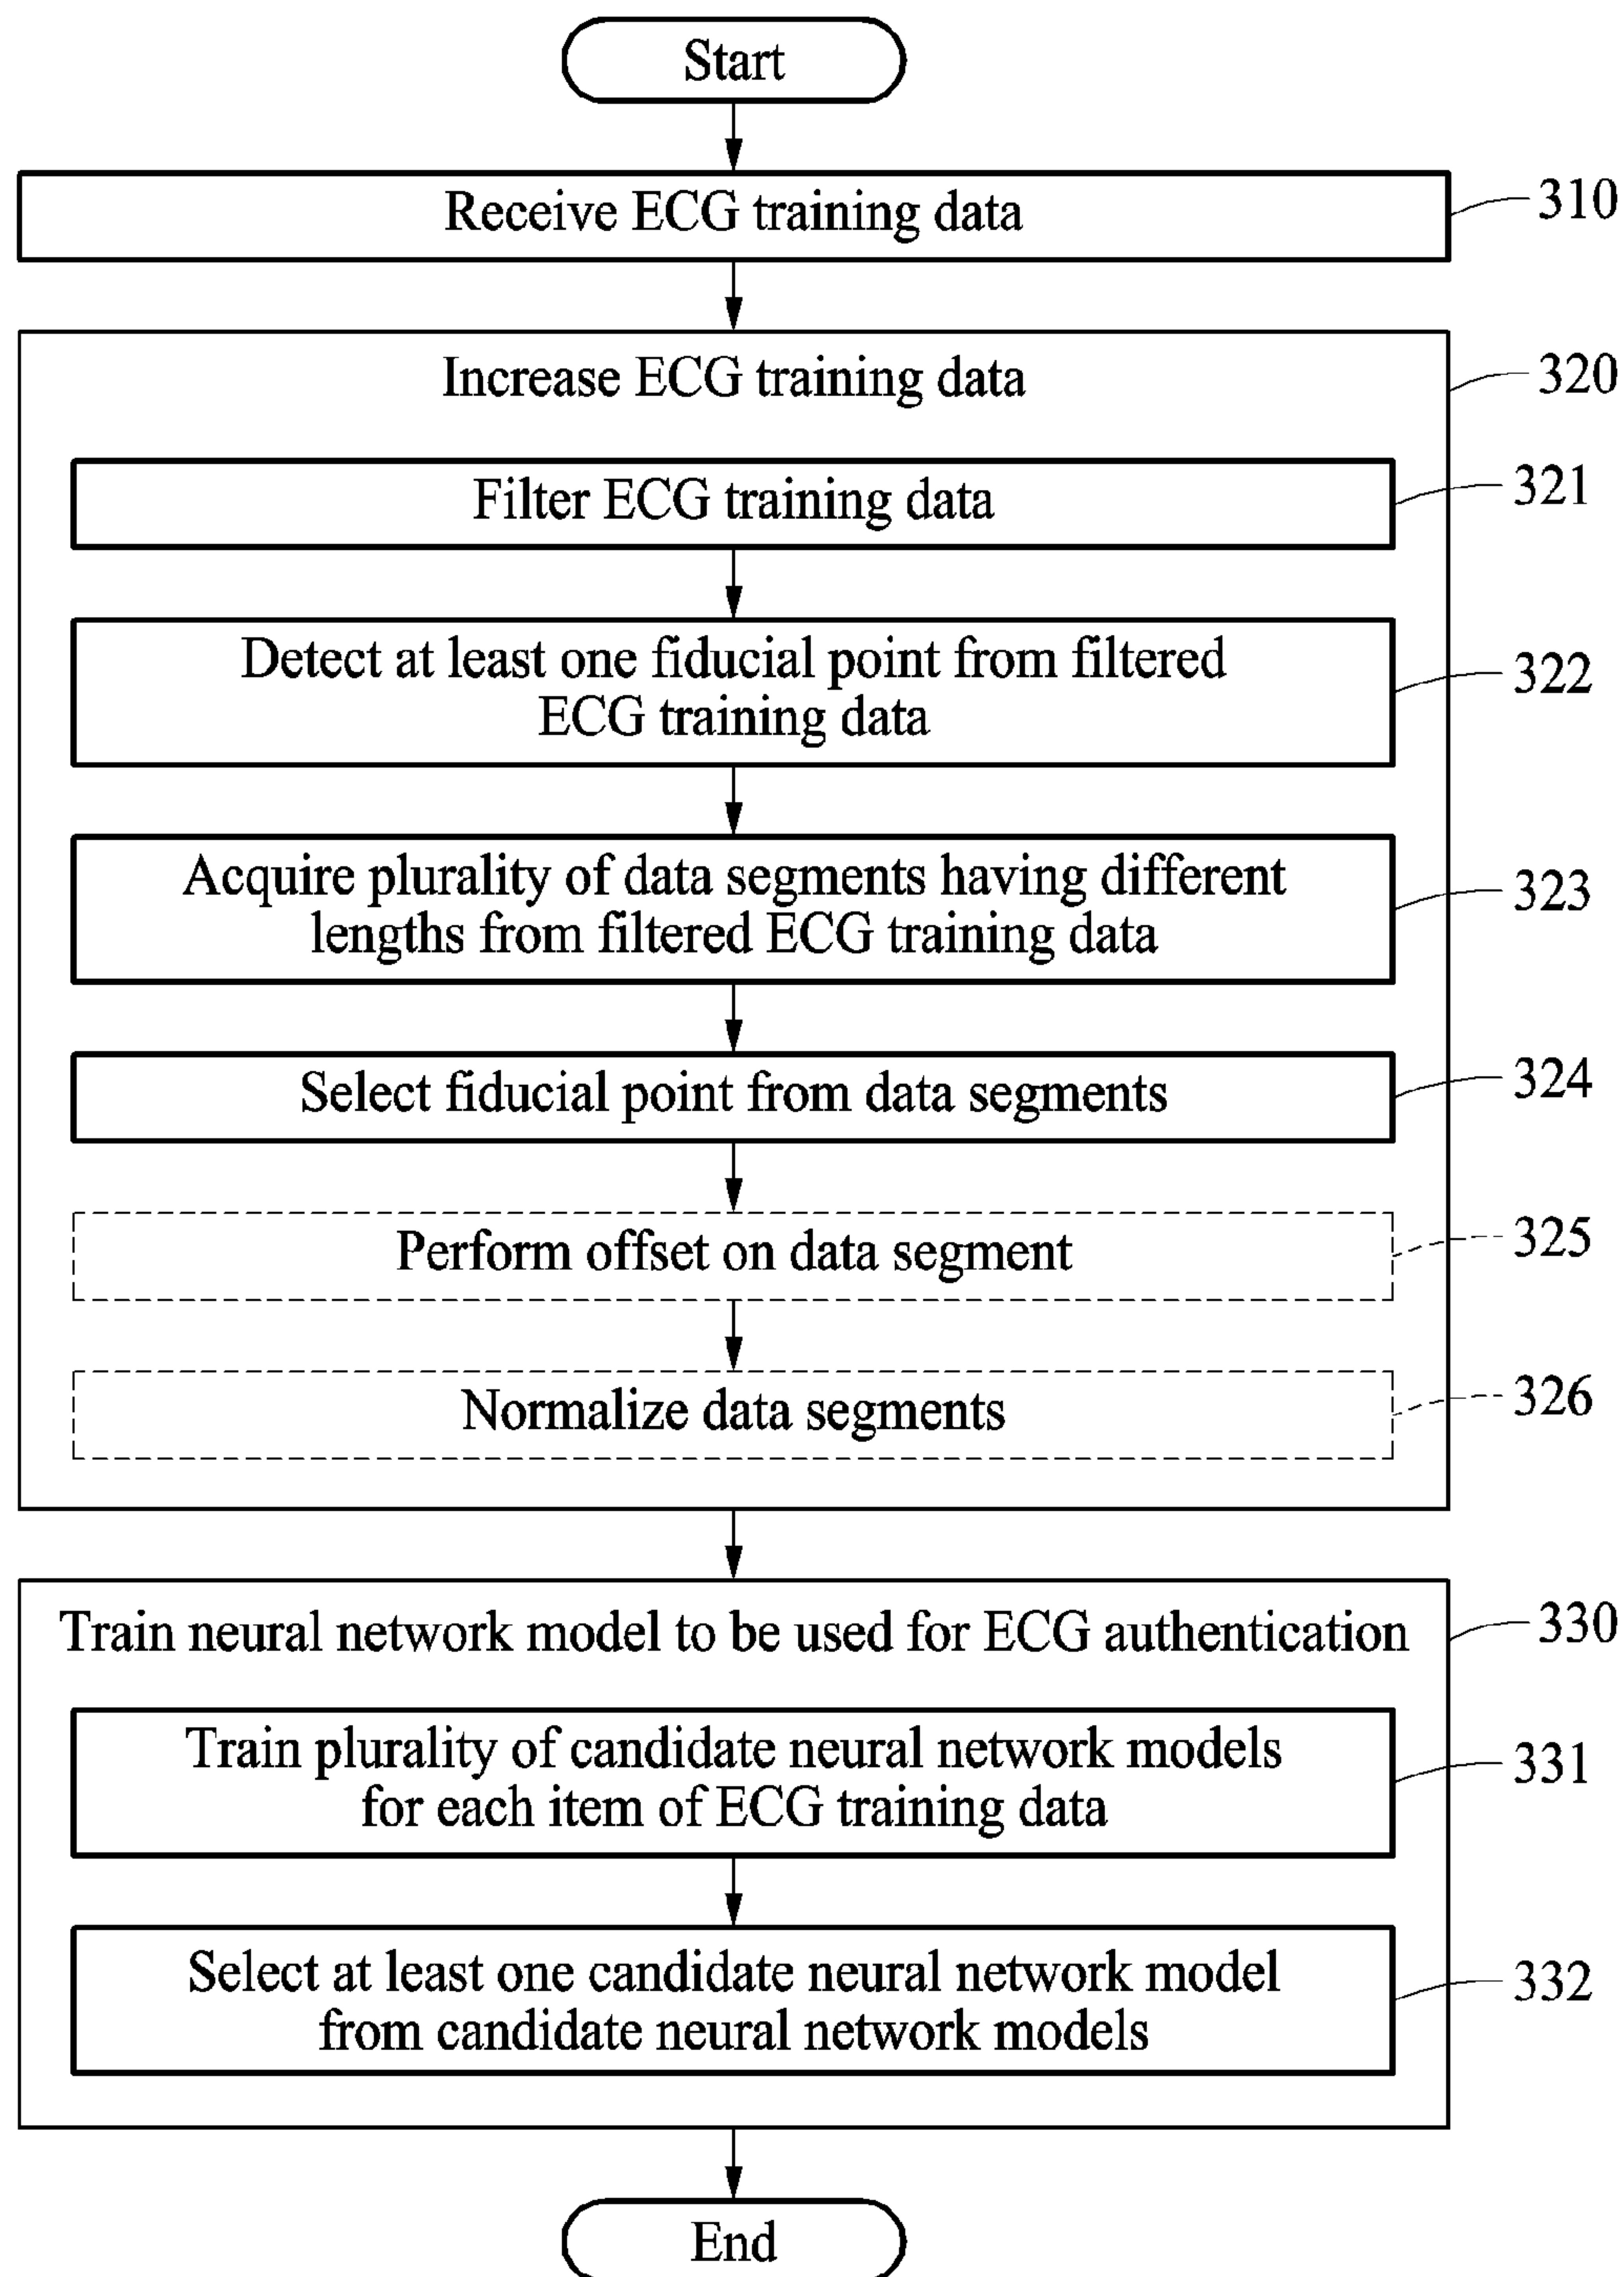 Start
Receive ECG training data
310
Increase ECG training data
320
Filter ECG training data
321
Detect at least one fiducial point from filtered
ECG training data
322
Acquire plurality of data segments having different
lengths from filtered ECG training data
323
Select fiducial point from data segments
324
Perform offset on data segment
325
Normalize data segments
326
Train neural network model to be used for ECG authentication
330
Train plurality of candidate neural network models
for each item of ECG training data
331
Select at least one candidate neural network model
from candidate neural network models
332
End